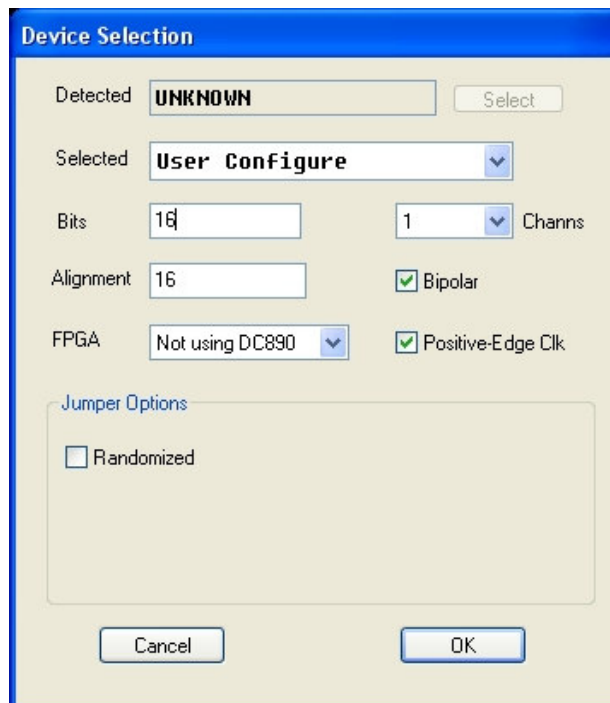 Device Selection
Detected UNKNOWN Select
Selected User Configure
Bits 16 1 Channs
Alignment 16 Bipolar
FPGA Not using DC890 Positive-Edge Clk
Jumper Options
Randomized
Cancel OK